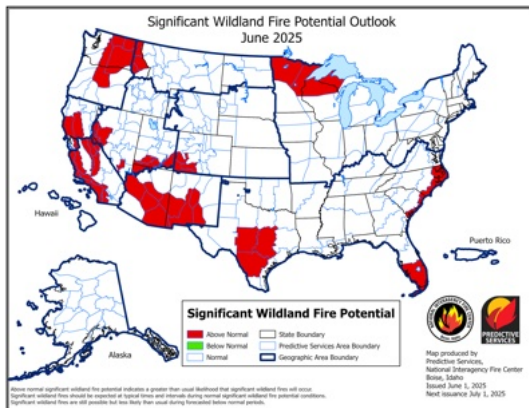 Significant Wildland Fire Potential Outlook
June 2025
Hawaii
Puerto Rico
Alaska
Significant Wildland Fire Potential
Above Normal
State Boundary
Below Normal
Predictive Services Area Boundary
Normal
Geographic Area Boundary
PREDICTIVE
SERVICES
Map produced by
Predictive Services,
National Interagency Fire Center
Boise, Idaho
Issued June 1, 2025
Next issuance July 1, 2025
Above normal significant wildland fire potential indicates a greater than usual likelihood that significant wildland fires will occur.
Significant wildland fires should be expected at typical times and intervals during normal significant wildland fire potential conditions.
Significant wildland fires are still possible but less likely than usual during forecasted below normal periods.